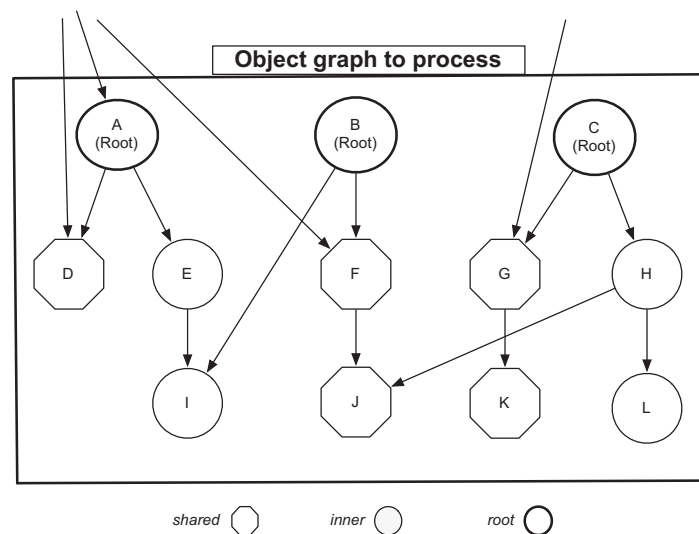 Object graph to process
A
(Root)
B
(Root)
C
(Root)
D
E
F
G
H
I
J
K
L
shared
inner
root